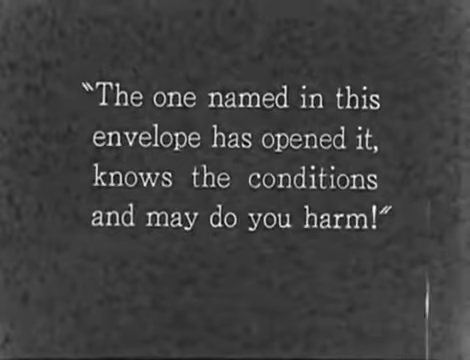 “The one named in this
envelope has opened it,
knows the conditions
and may do you harm!”